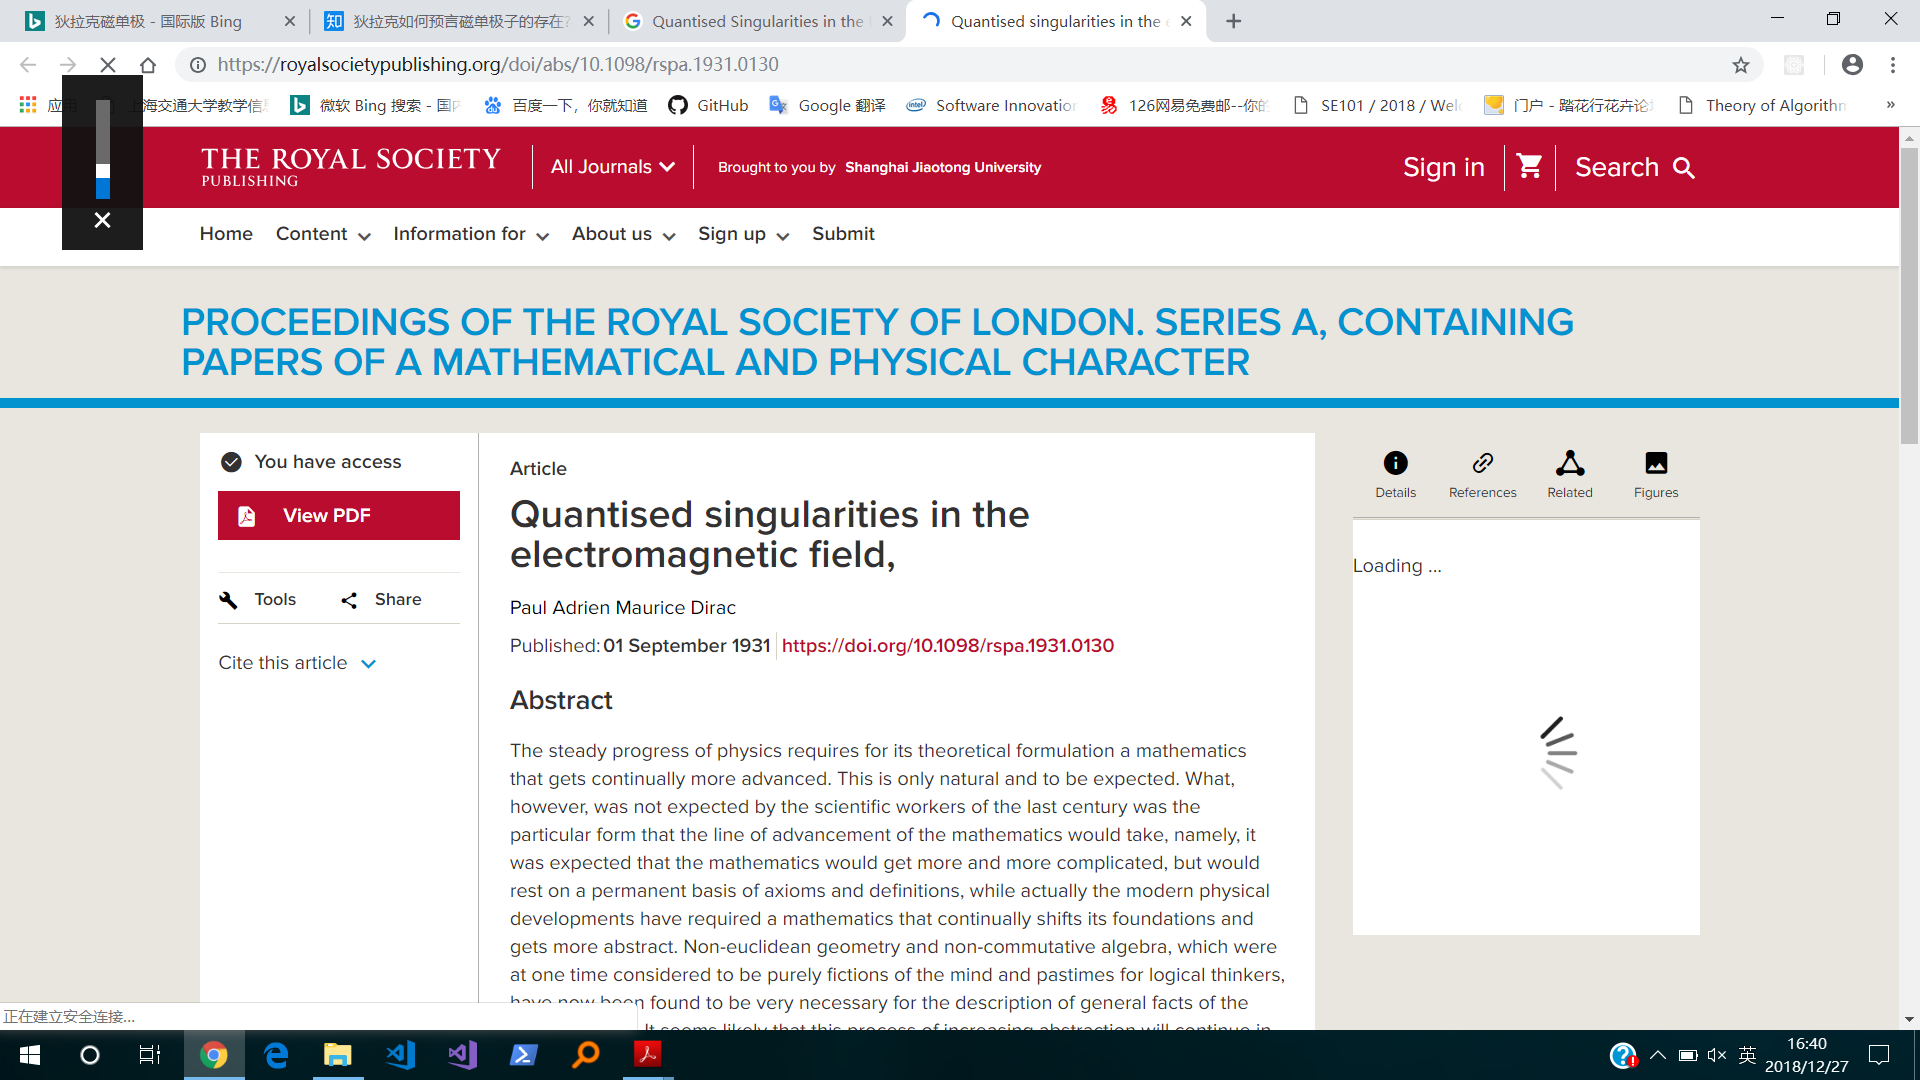 狄拉克磁单极 - 国际版 Bing
狄拉克如何预言磁单极子的存在?
Quantised Singularities in the
Quantised singularities in the
https://royalsocietypublishing.org/doi/abs/10.1098/rspa.1931.0130
上海交通大学教学信
微软 Bing 搜索 - 国
百度一下，你就知道
GitHub
Google 翻译
Software Innovation
126网易免费邮--你的
SE101 / 2018 /
门户 - 踏花行花卉论
Theory of Algorithm
»
THE ROYAL SOCIETY
PUBLISHING
All Journals
Brought to you by Shanghai Jiaotong University
Sign in
Search
Home
Content
Information for
About us
Sign up
Submit
PROCEEDINGS OF THE ROYAL SOCIETY OF LONDON. SERIES A, CONTAINING
PAPERS OF A MATHEMATICAL AND PHYSICAL CHARACTER
You have access
View PDF
Tools
Share
Cite this article
Article
Quantised singularities in the
electromagnetic field,
Paul Adrien Maurice Dirac
Published: 01 September 1931
https://doi.org/10.1098/rspa.1931.0130
Abstract
The steady progress of physics requires for its theoretical formulation a mathematics
that gets continually more advanced. This is only natural and to be expected. What,
however, was not expected by the scientific workers of the last century was the
particular form that the line of advancement of the mathematics would take, namely, it
was expected that the mathematics would get more and more complicated, but would
rest on a permanent basis of axioms and definitions, while actually the modern physical
developments have required a mathematics that continually shifts its foundations and
gets more abstract. Non-euclidean geometry and non-commutative algebra, which were
at one time considered to be purely fictions of the mind and pastimes for logical thinkers,
have now been found to be very necessary for the description of general facts of the
It seems likely that this process of increasing abstraction will continue in
Details
References
Related
Figures
Loading ...
正在建立安全连接...
英
16:40
2018/12/27